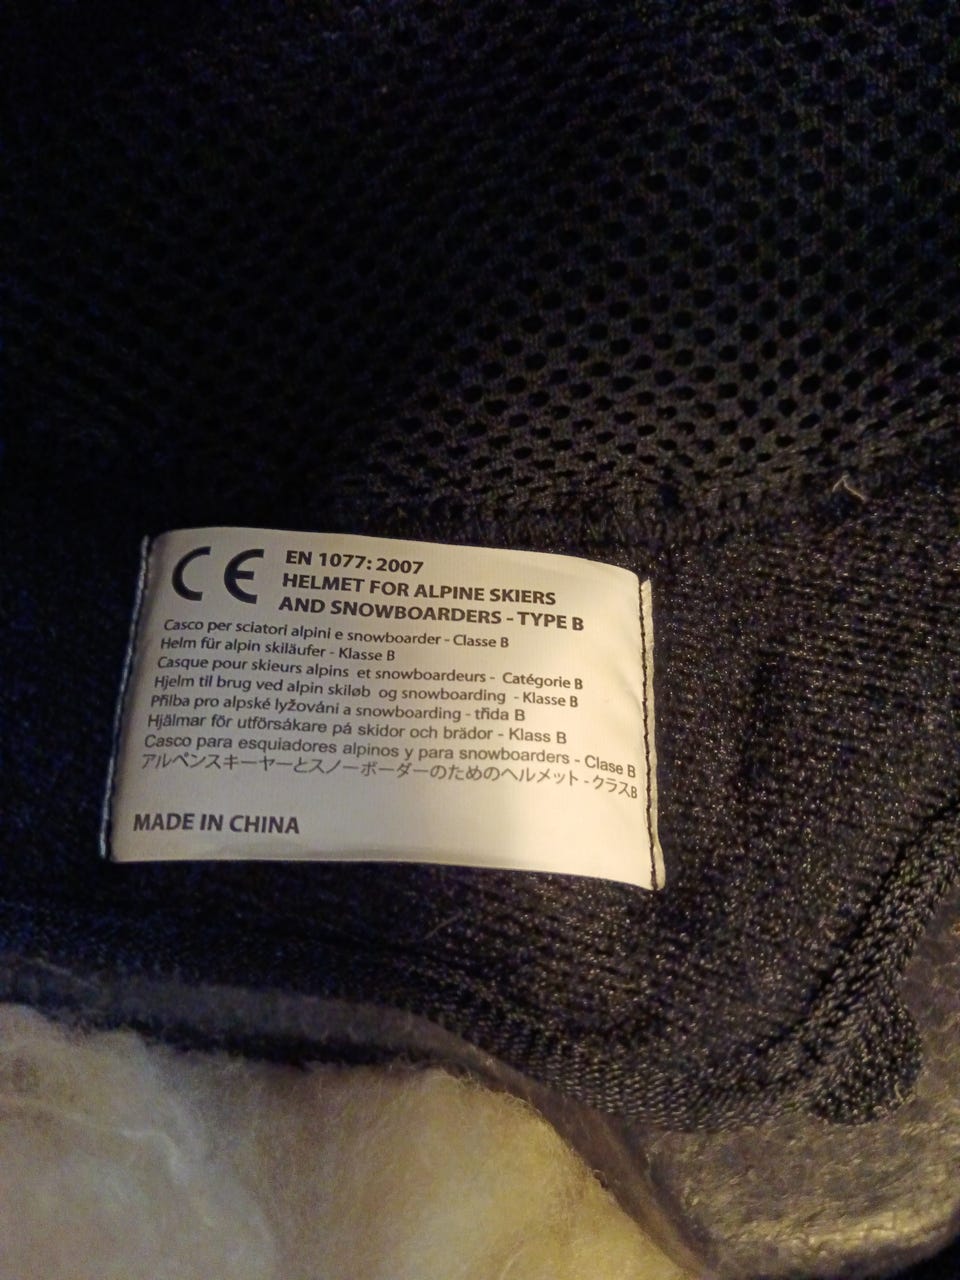 CE EN 1077: 2007
HELMET FOR ALPINE SKIERS
AND SNOWBOARDERS - TYPE B
Casco per sciatori alpini e snowboarder - Classe B
Helm für alpin skiläufer - Klasse B
Casque pour skieurs alpins et snowboardeurs - Catégorie B
Hjelm til brug ved alpin skiløb og snowboarding - Klasse B
Přilba pro alpské lyžováni a snowboarding - třida B
Hjälmar för utförsåkare på skidor och brädor - Klass B
Casco para esquiadores alpinos y para snowboarders - Clase B
アルペンスキーヤーとスノーボーダーのためのヘルメット - クラスB
MADE IN CHINA